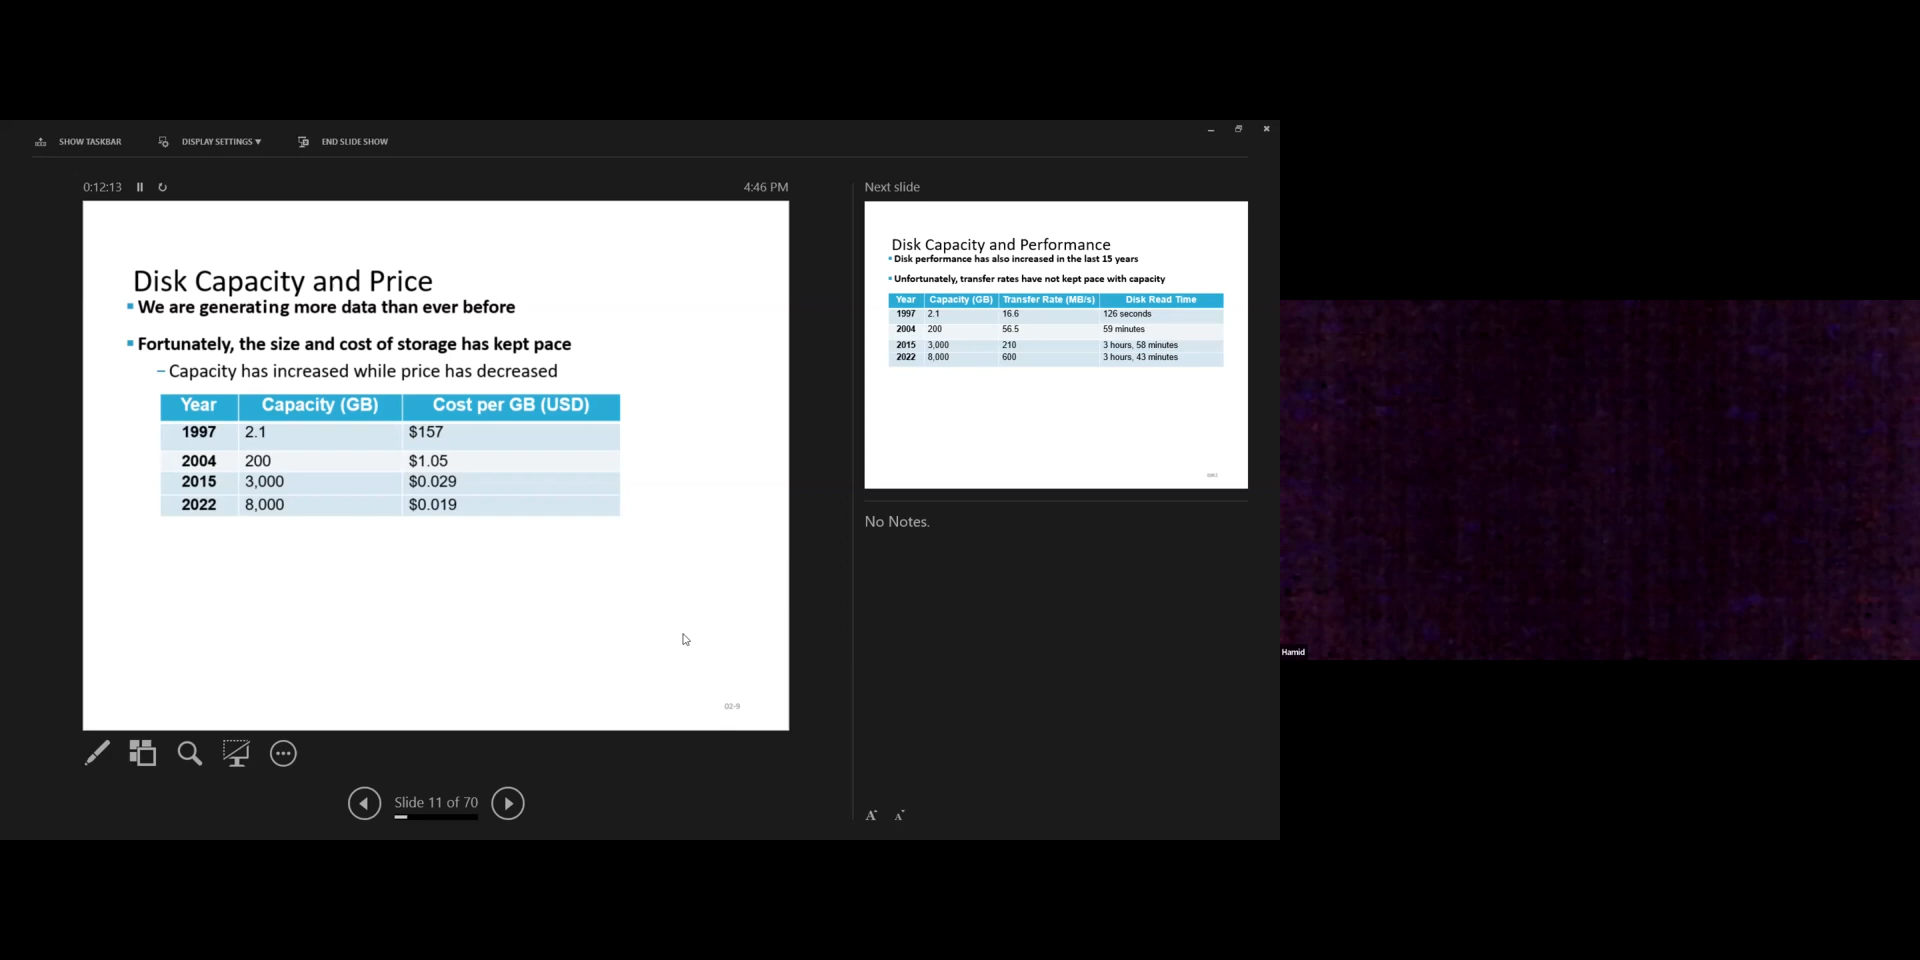 SHOW TASKBAR DISPLAY SETTINGS ▾ END SLIDE SHOW
0:12:13 4:46 PM
Disk Capacity and Price
We are generating more data than ever before
Fortunately, the size and cost of storage has kept pace
– Capacity has increased while price has decreased
Year Capacity (GB) Cost per GB (USD)
1997 2.1 $157
2004 200 $1.05
2015 3,000 $0.029
2022 8,000 $0.019
02-9
Slide 11 of 70
Next slide
Disk Capacity and Performance
Disk performance has also increased in the last 15 years
Unfortunately, transfer rates have not kept pace with capacity
Year Capacity (GB) Transfer Rate (MB/s) Disk Read Time
1997 2.1 16.6 126 seconds
2004 200 56.5 59 minutes
2015 3,000 210 3 hours, 58 minutes
2022 8,000 600 3 hours, 43 minutes
No Notes.
A A
Hamid